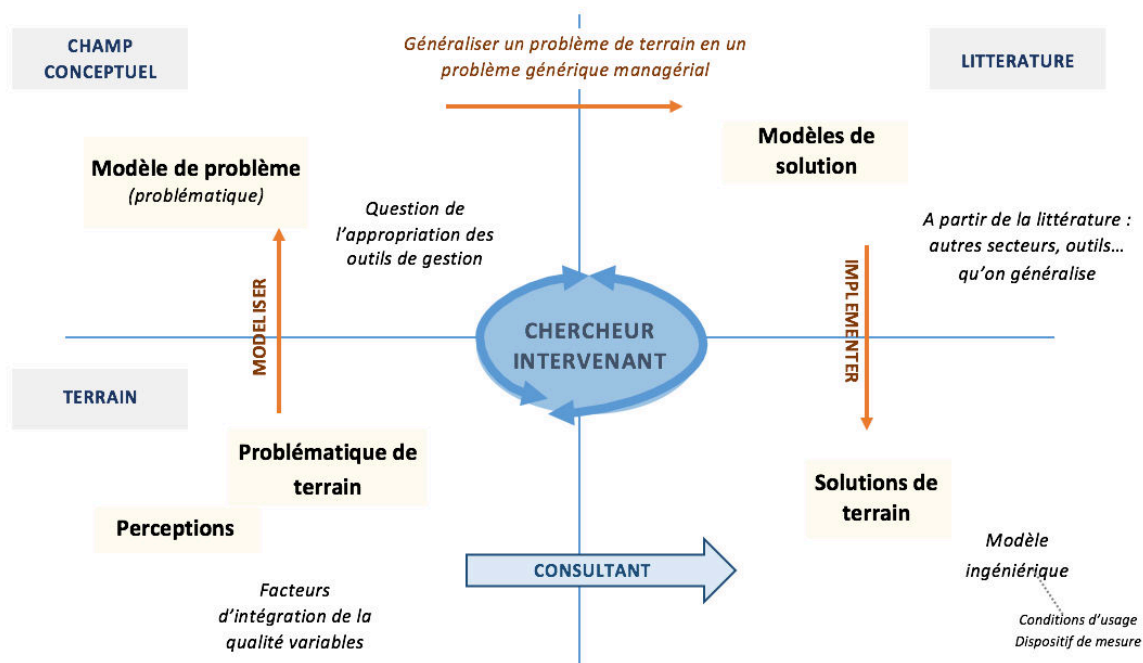 CHAMP
CONCEPTUEL
Généraliser un problème de terrain en un
problème générique managérial
LITTERATURE
Modèle de problème
(problématique)
Question de
l'appropriation des
outils de gestion
Modèles de
solution
A partir de la littérature :
autres secteurs, outils...
qu'on généralise
MODELISER
CHERCHEUR
INTERVENANT
IMPLEMENTER
TERRAIN
Problématique de
terrain
Perceptions
Facteurs
d'intégration de la
qualité variables
CONSULTANT
Solutions de
terrain
Modèle
ingéniérique
Conditions d'usage
Dispositif de mesure